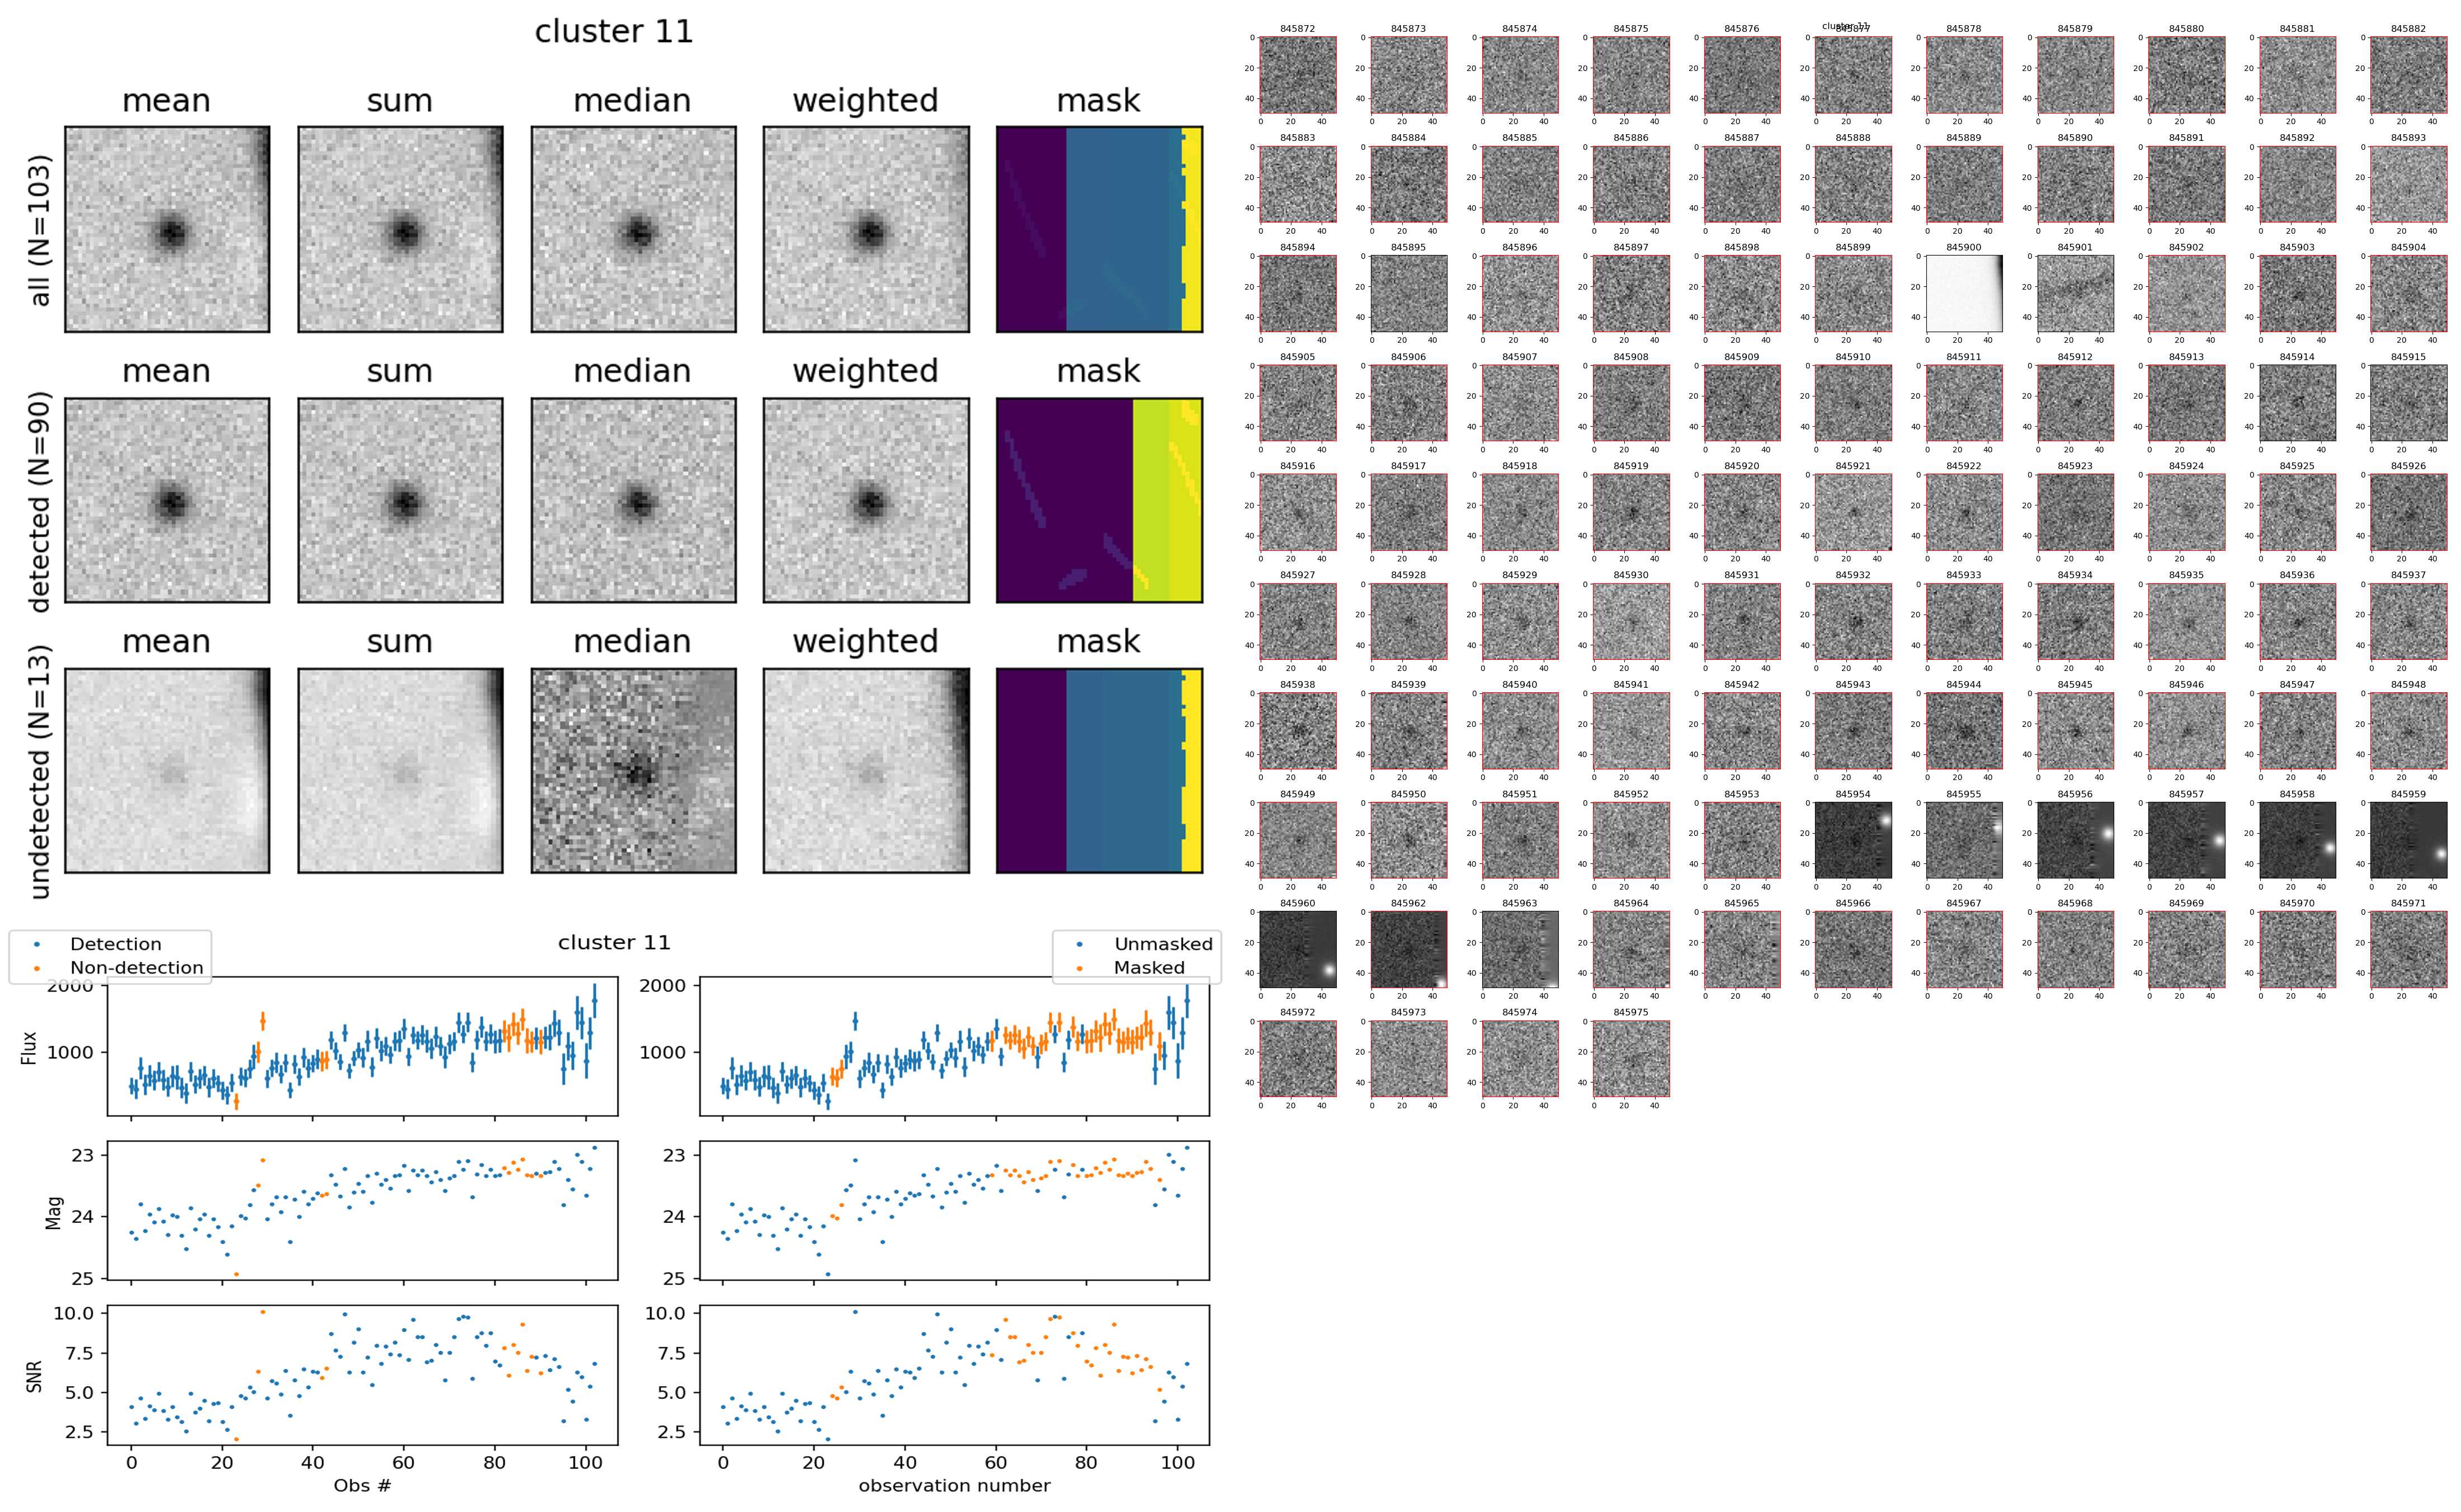 cluster 11
mean sum median weighted mask
all (N=103)
mean sum median weighted mask
detected (N=90)
mean sum median weighted mask
undetected (N=13)
Detection
Non-detection
cluster 11
Unmasked
Masked
Flux
2000
1000
2000
1000
Mag
23
24
25
23
24
25
SNR
10.0
7.5
5.0
2.5
10.0
7.5
5.0
2.5
0 20 40 60 80 100
Obs #
0 20 40 60 80 100
observation number
cluster 11
845872 845873 845874 845875 845876 845877 845878 845879 845880 845881 845882
845883 845884 845885 845886 845887 845888 845889 845890 845891 845892 845893
845894 845895 845896 845897 845898 845899 845900 845901 845902 845903 845904
845905 845906 845907 845908 845909 845910 845911 845912 845913 845914 845915
845916 845917 845918 845919 845920 845921 845922 845923 845924 845925 845926
845927 845928 845929 845930 845931 845932 845933 845934 845935 845936 845937
845938 845939 845940 845941 845942 845943 845944 845945 845946 845947 845948
845949 845950 845951 845952 845953 845954 845955 845956 845957 845958 845959
845960 845962 845963 845964 845965 845966 845967 845968 845969 845970 845971
845972 845973 845974 845975